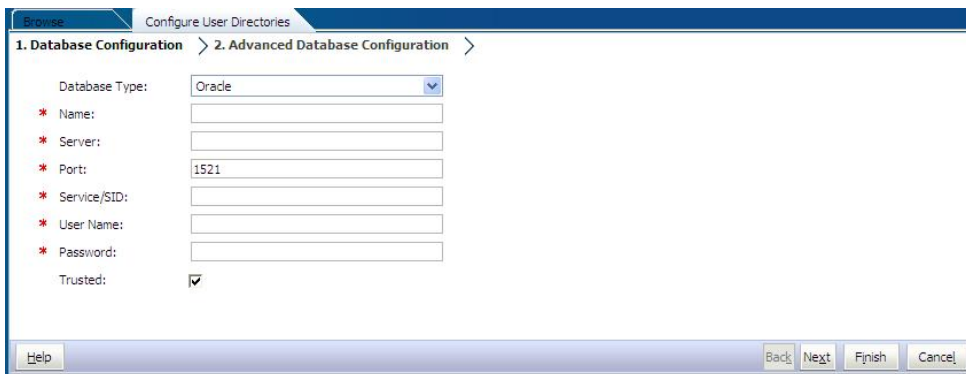 Browse Configure User Directories
1. Database Configuration 2. Advanced Database Configuration
Database Type: Oracle
* Name:
* Server:
* Port: 1521
* Service/SID:
* User Name:
* Password:
Trusted:
Help Back Next Finish Cancel